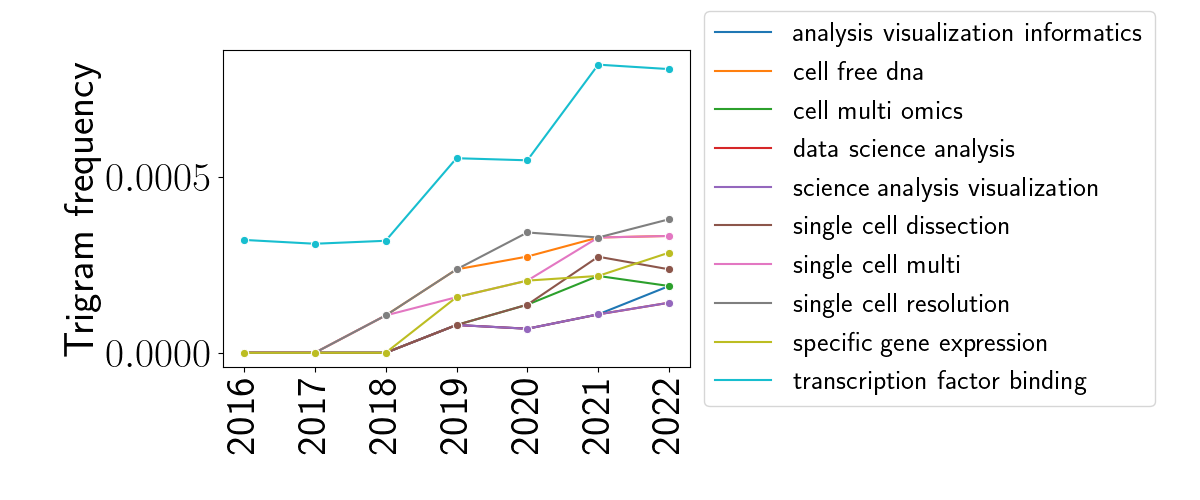 Trigram frequency
0.0005
0.0000
2016
2017
2018
2019
2020
2021
2022
analysis visualization informatics
cell free dna
cell multi omics
data science analysis
science analysis visualization
single cell dissection
single cell multi
single cell resolution
specific gene expression
transcription factor binding